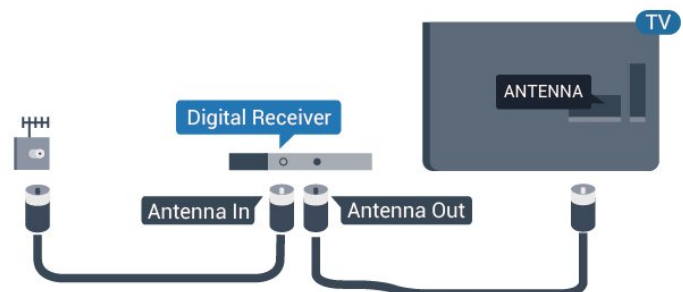 TV
ANTENNA
Digital Receiver
Antenna In
Antenna Out